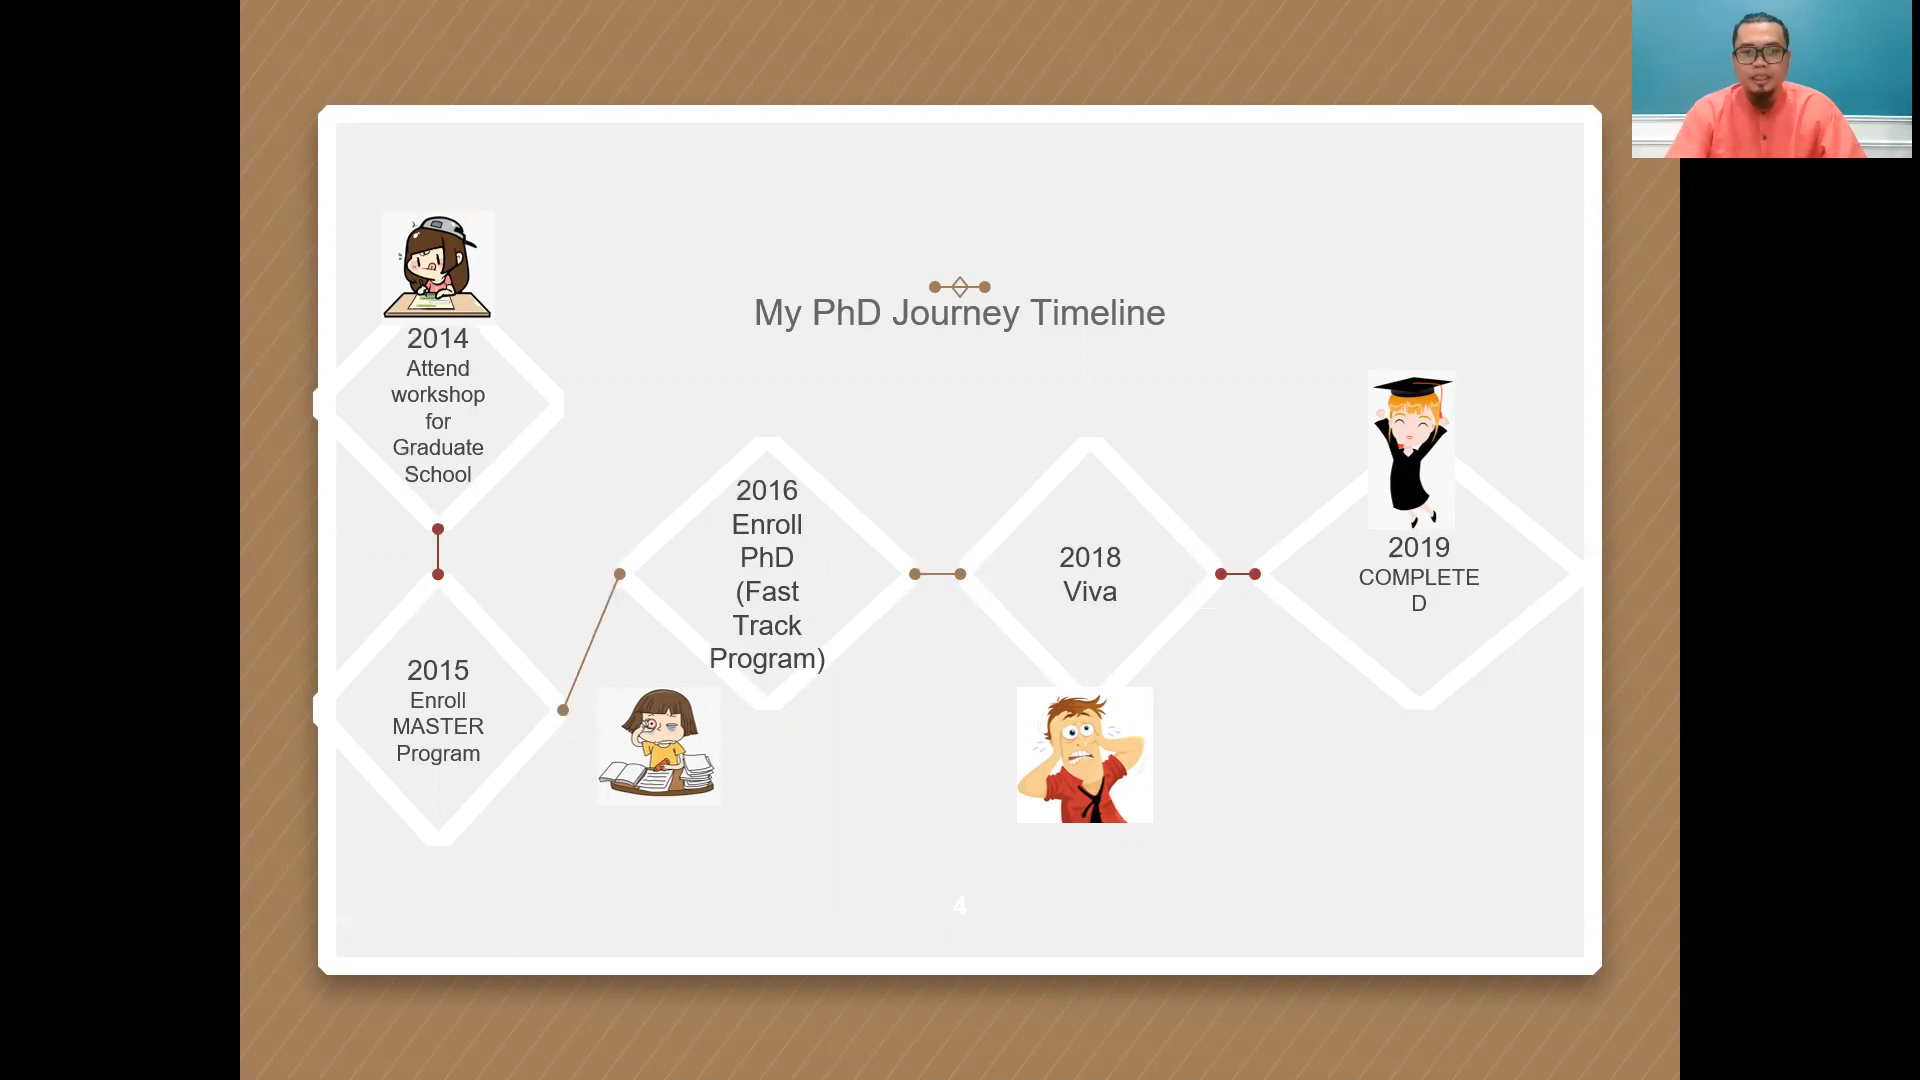 My PhD Journey Timeline
2014
Attend
workshop
for
Graduate
School
2015
Enroll
MASTER
Program
2016
Enroll
PhD
(Fast
Track
Program)
2018
Viva
2019
COMPLETE
D
4